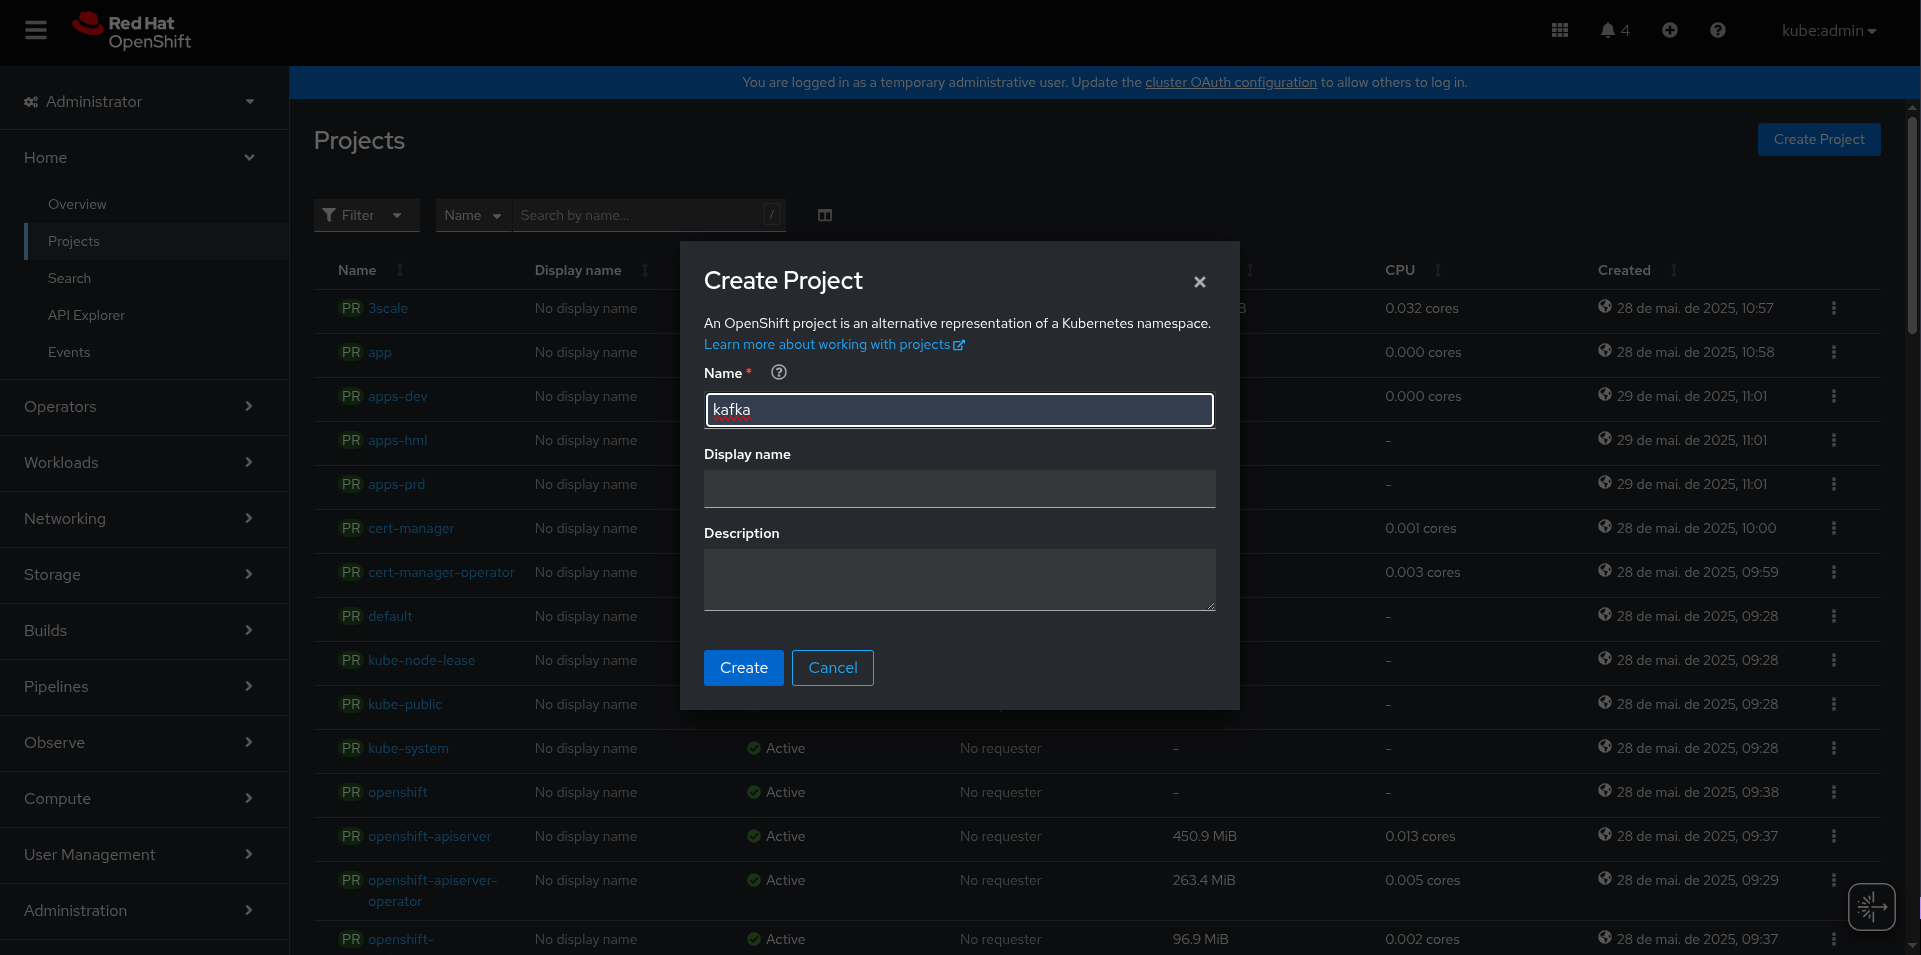 Red Hat
OpenShift
4
kube:admin
You are logged in as a temporary administrative user. Update the cluster OAuth configuration to allow others to log in.
Administrator
Home
Overview
Projects
Search
API Explorer
Events
Operators
Workloads
Networking
Storage
Builds
Pipelines
Observe
Compute
User Management
Administration
Projects
Create Project
Filter
Name
Search by name...
/
Name Display name CPU Created
PR 3scale No display name B 0.032 cores 28 de mai. de 2025, 10:57
PR app No display name 0.000 cores 28 de mai. de 2025, 10:58
PR apps-dev No display name 0.000 cores 29 de mai. de 2025, 11:01
PR apps-hml No display name - 29 de mai. de 2025, 11:01
PR apps-prd No display name - 29 de mai. de 2025, 11:01
PR cert-manager No display name 0.001 cores 28 de mai. de 2025, 10:00
PR cert-manager-operator No display name 0.003 cores 28 de mai. de 2025, 09:59
PR default No display name - 28 de mai. de 2025, 09:28
PR kube-node-lease No display name - 28 de mai. de 2025, 09:28
PR kube-public No display name - 28 de mai. de 2025, 09:28
PR kube-system No display name Active No requester - - 28 de mai. de 2025, 09:28
PR openshift No display name Active No requester - - 28 de mai. de 2025, 09:38
PR openshift-apiserver No display name Active No requester 450.9 MiB 0.013 cores 28 de mai. de 2025, 09:37
PR openshift-apiserver- No display name Active No requester 263.4 MiB 0.005 cores 28 de mai. de 2025, 09:29
operator
PR openshift- No display name Active No requester 96.9 MiB 0.002 cores 28 de mai. de 2025, 09:37
Create Project
An OpenShift project is an alternative representation of a Kubernetes namespace.
Learn more about working with projects
Name *
kafka
Display name
Description
Create
Cancel